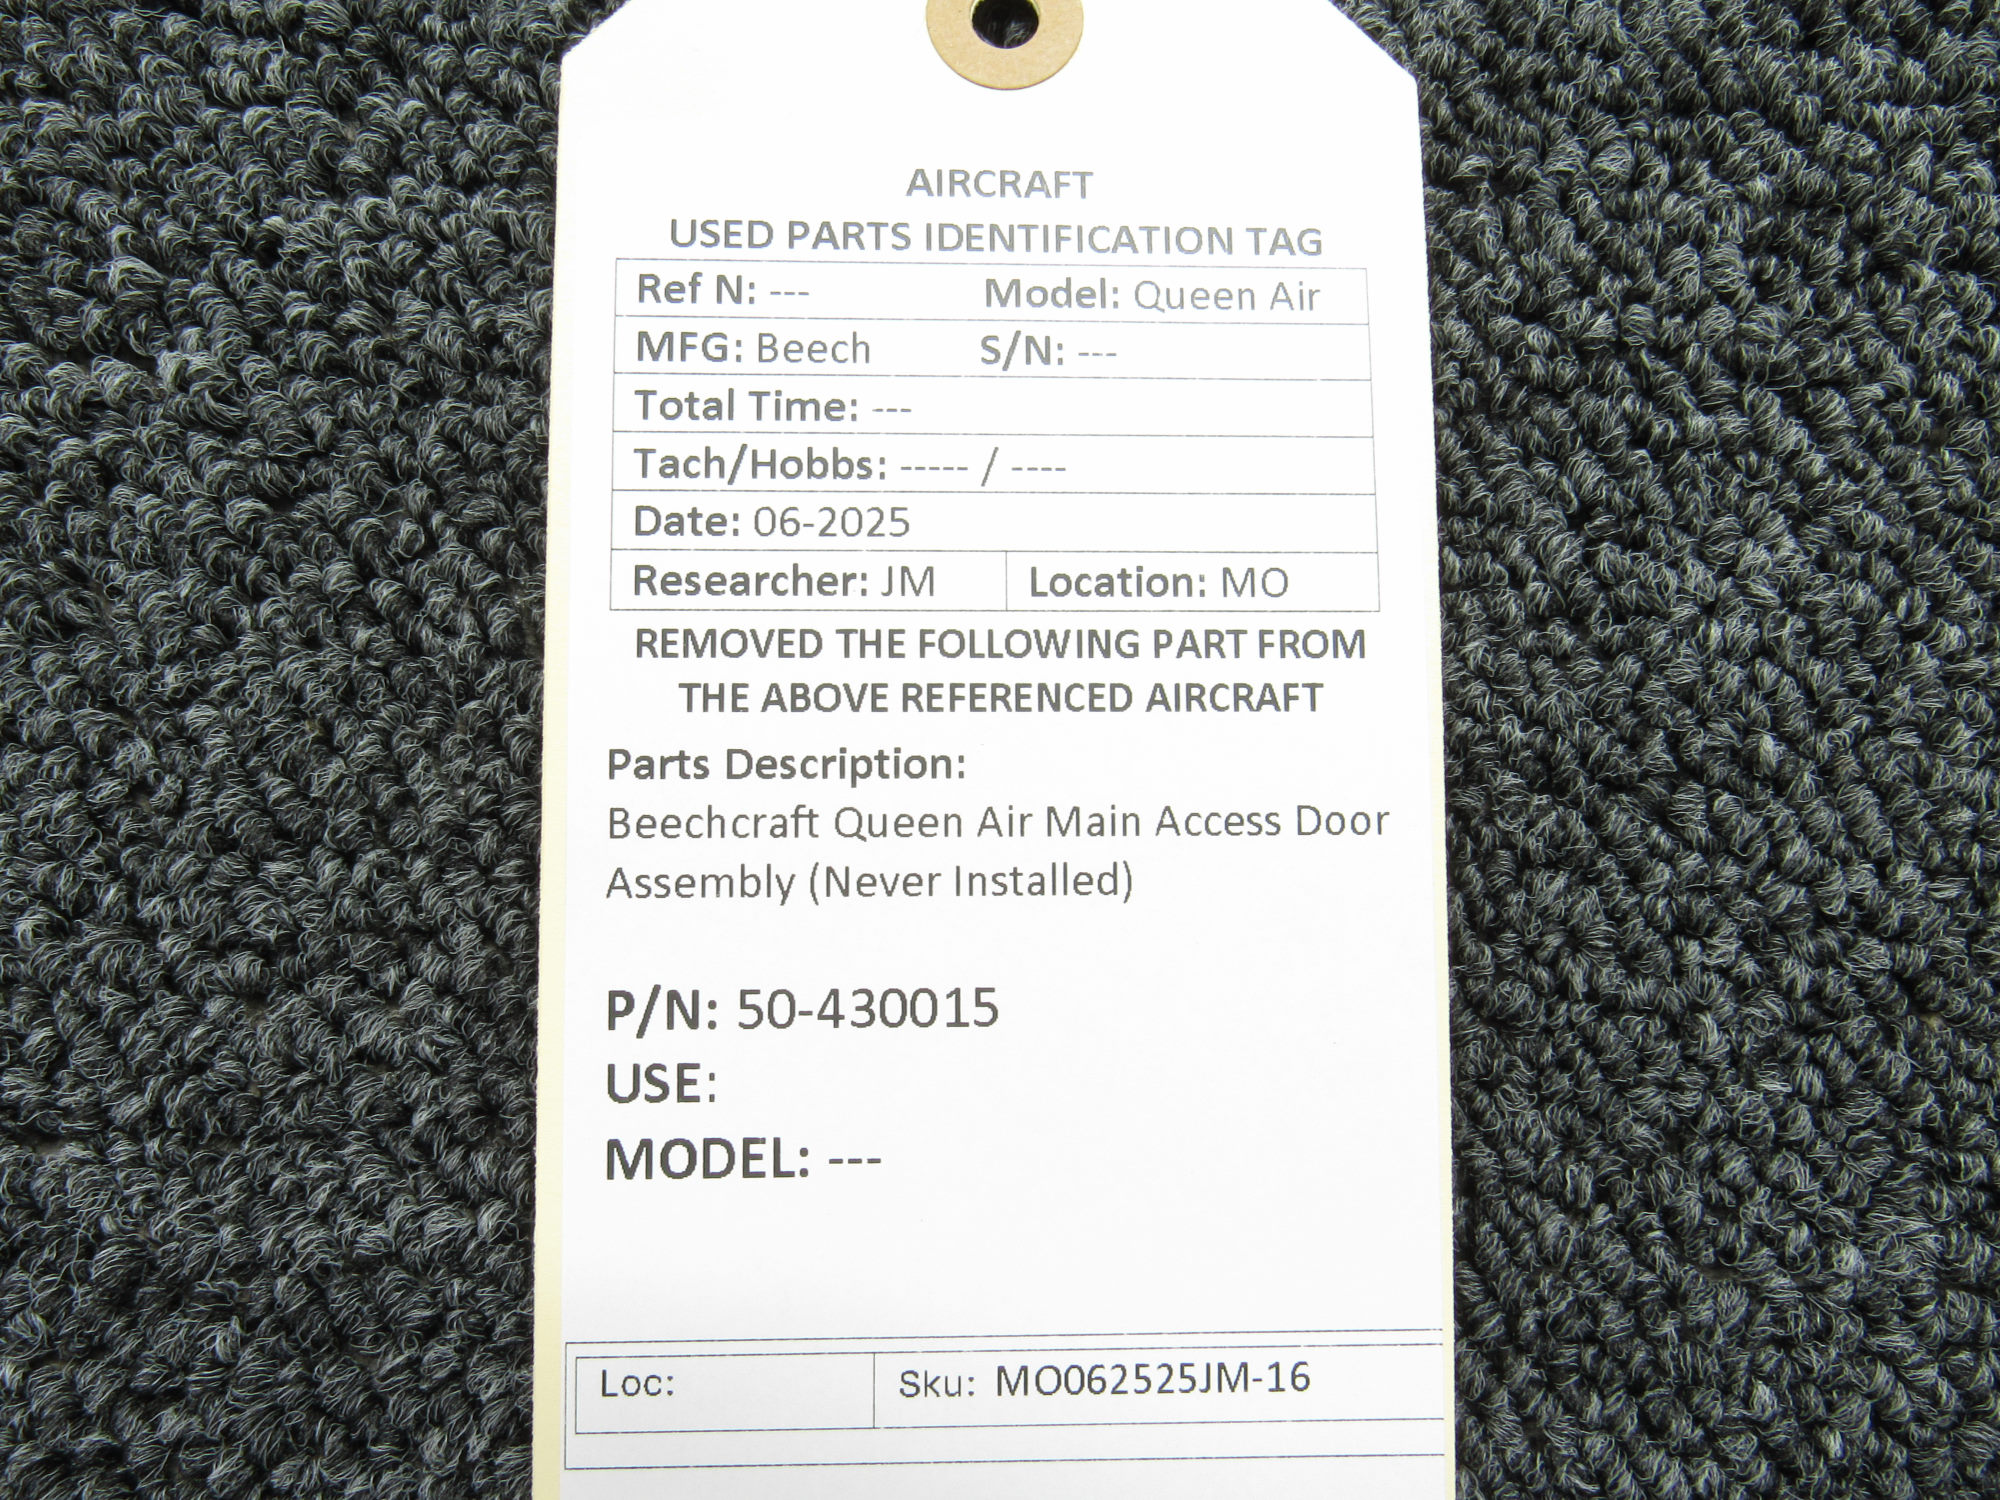 AIRCRAFT
USED PARTS IDENTIFICATION TAG
Ref N: --- Model: Queen Air
MFG: Beech S/N: ---
Total Time: ---
Tach/Hobbs: ----- / ----
Date: 06-2025
Researcher: JM Location: MO
REMOVED THE FOLLOWING PART FROM
THE ABOVE REFERENCED AIRCRAFT
Parts Description:
Beechcraft Queen Air Main Access Door
Assembly (Never Installed)
P/N: 50-430015
USE:
MODEL: ---
Loc: Sku: MO062525JM-16